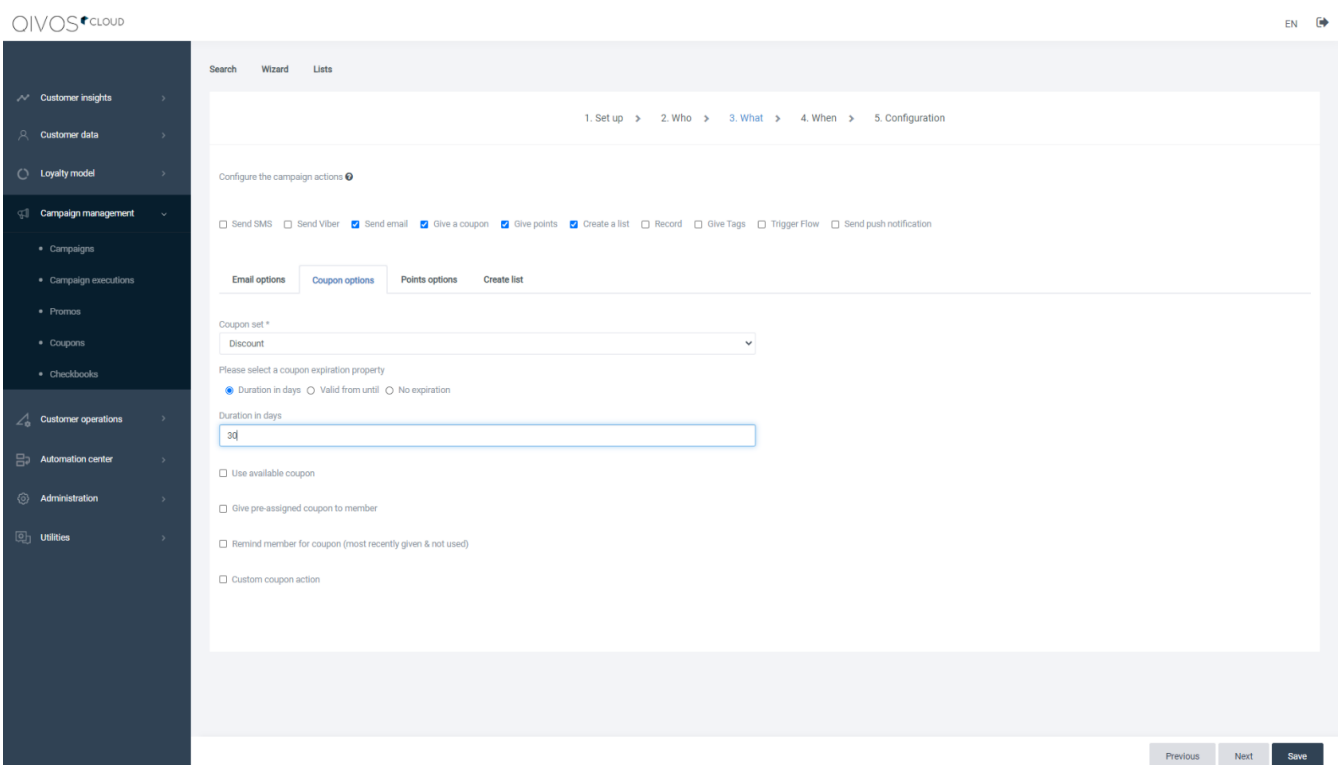 QIVOS CLOUD
EN
Search Wizard Lists
Customer insights
Customer data
Loyalty model
Campaign management
Campaigns
Campaign executions
Promos
Coupons
Checkbooks
Customer operations
Automation center
Administration
Utilities
1. Set up > 2. Who > 3. What > 4. When > 5. Configuration
Configure the campaign actions ?
Send SMS Send Viber Send email Give a coupon Give points Create a list Record Give Tags Trigger Flow Send push notification
Email options Coupon options Points options Create list
Coupon set *
Discount
Please select a coupon expiration property
Duration in days Valid from until No expiration
Duration in days
30
Use available coupon
Give pre-assigned coupon to member
Remind member for coupon (most recently given & not used)
Custom coupon action
Previous Next Save